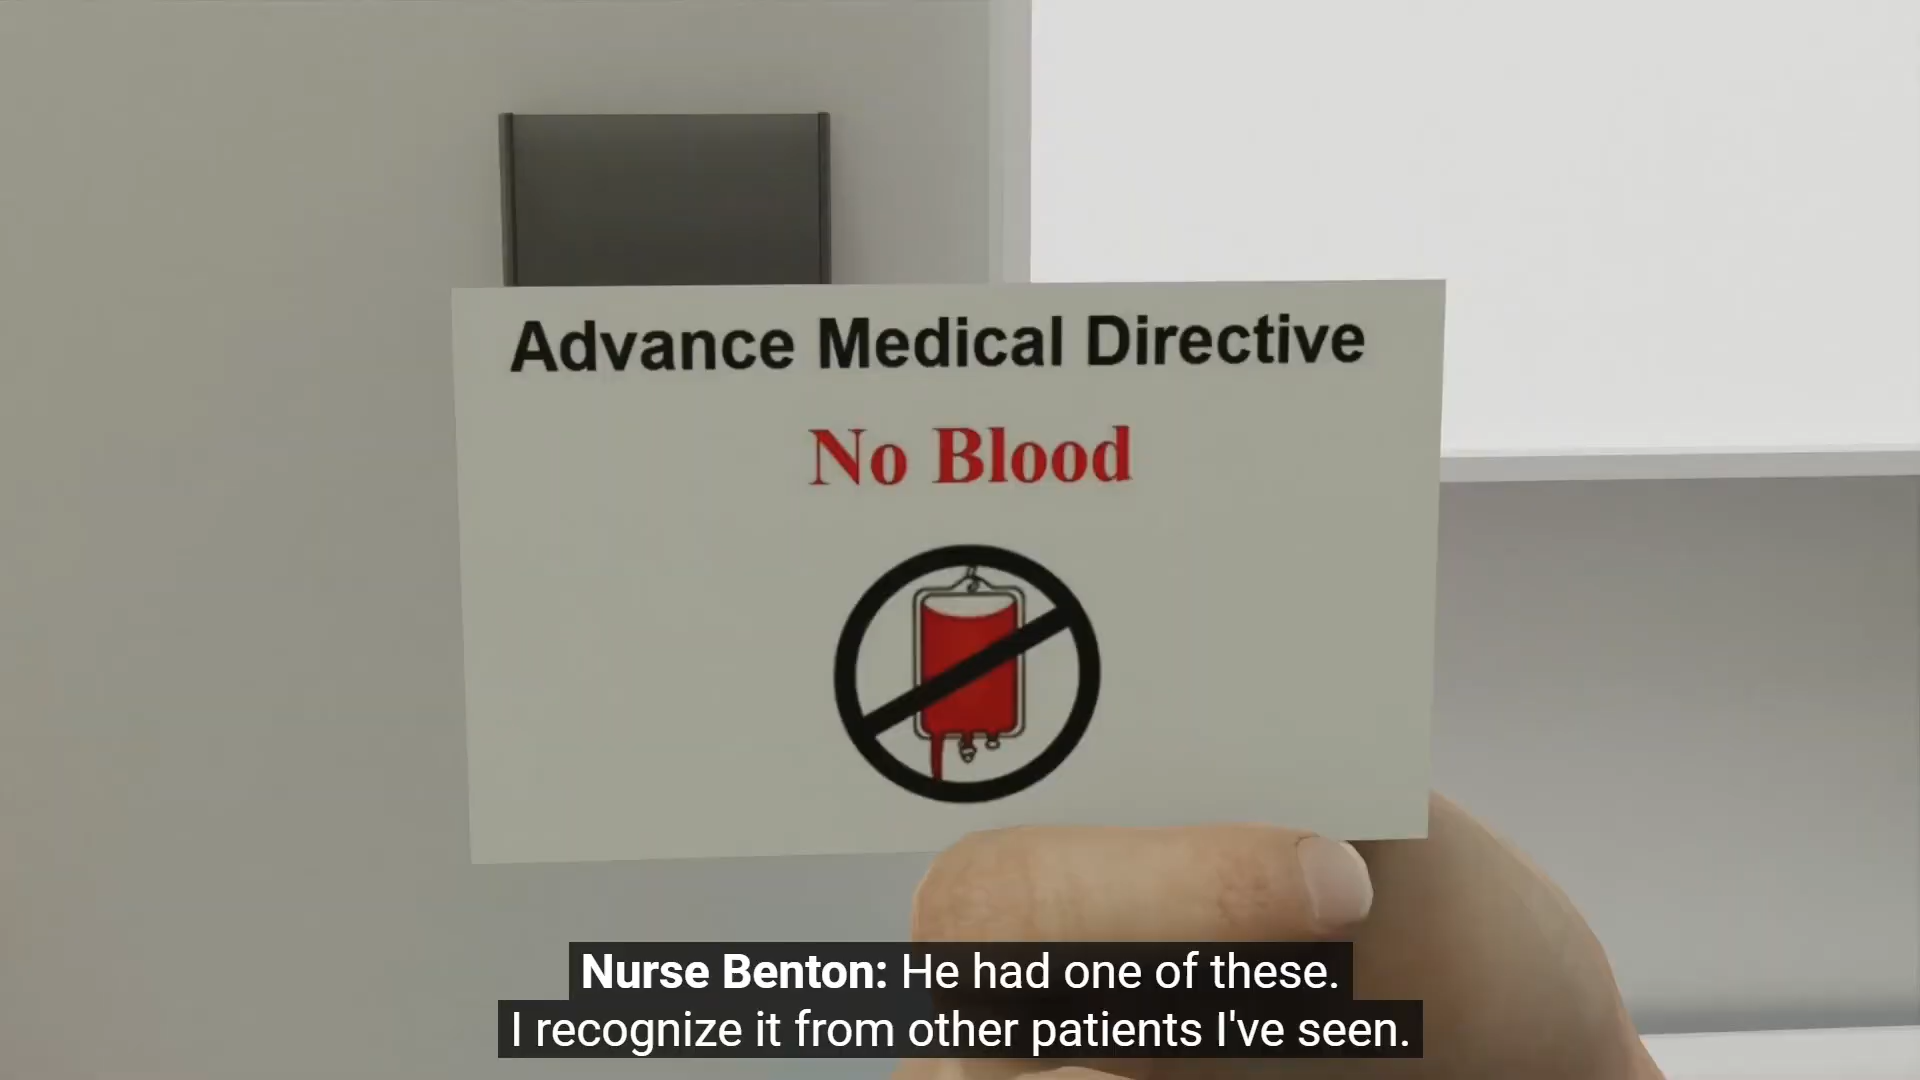 Advance Medical Directive
No Blood
Nurse Benton: He had one of these.
I recognize it from other patients I've seen.